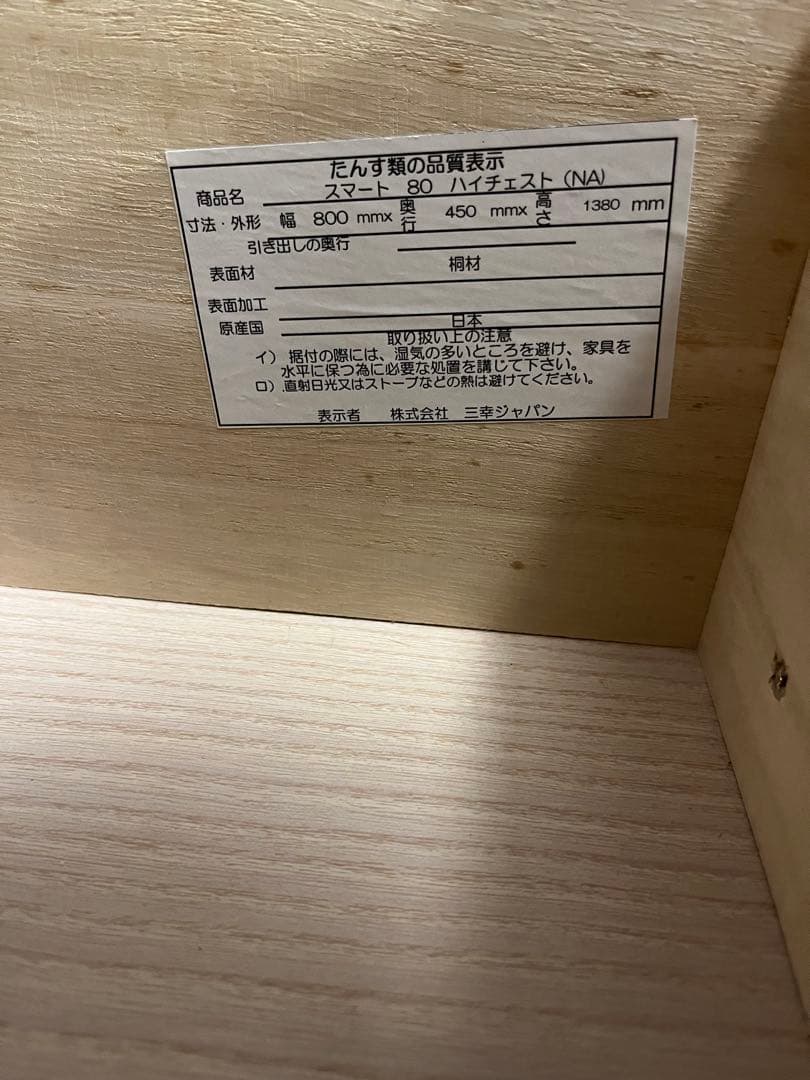 たんす類の品質表示
商品名 スマート 80 ハイチェスト (NA)
寸法・外形 幅 800 mmx 奥行 450 mmx 高さ 1380 mm
引き出しの奥行
表面材 桐材
表面加工
原産国 日本
取り扱い上の注意
イ) 据付の際には、湿気の多いところを避け、家具を
水平に保つ為に必要な処置を講じて下さい。
ロ) .直射日光又はストーブなどの熱は避けてください。
表示者 株式会社 三幸ジャパン